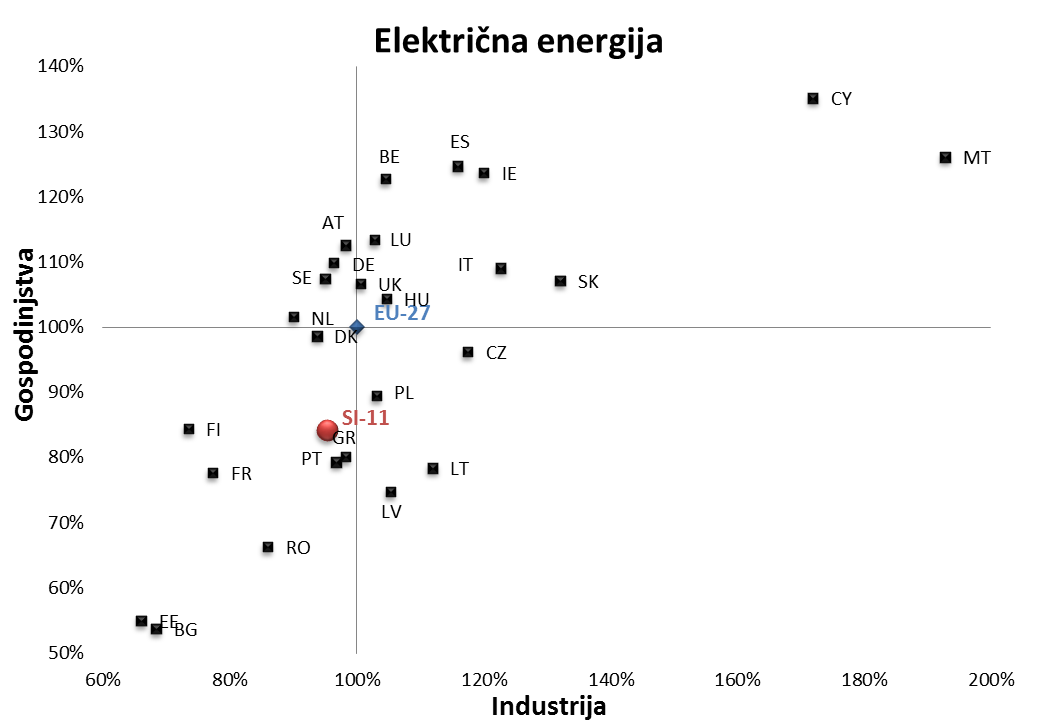 Električna energija
140%
CY
130%
ES
BE
MT
IE
120%
AT
LU
110%
DE
IT
SE
SK
UK
HU
EU-27
NL
100%
DK
CZ
Gospodinjstva
90%
PL
SI-11
FI
GR
80%
PT
LT
FR
LV
70%
RO
60%
EE
BG
50%
60% 80% 100% 120% 140% 160% 180% 200%
Industrija